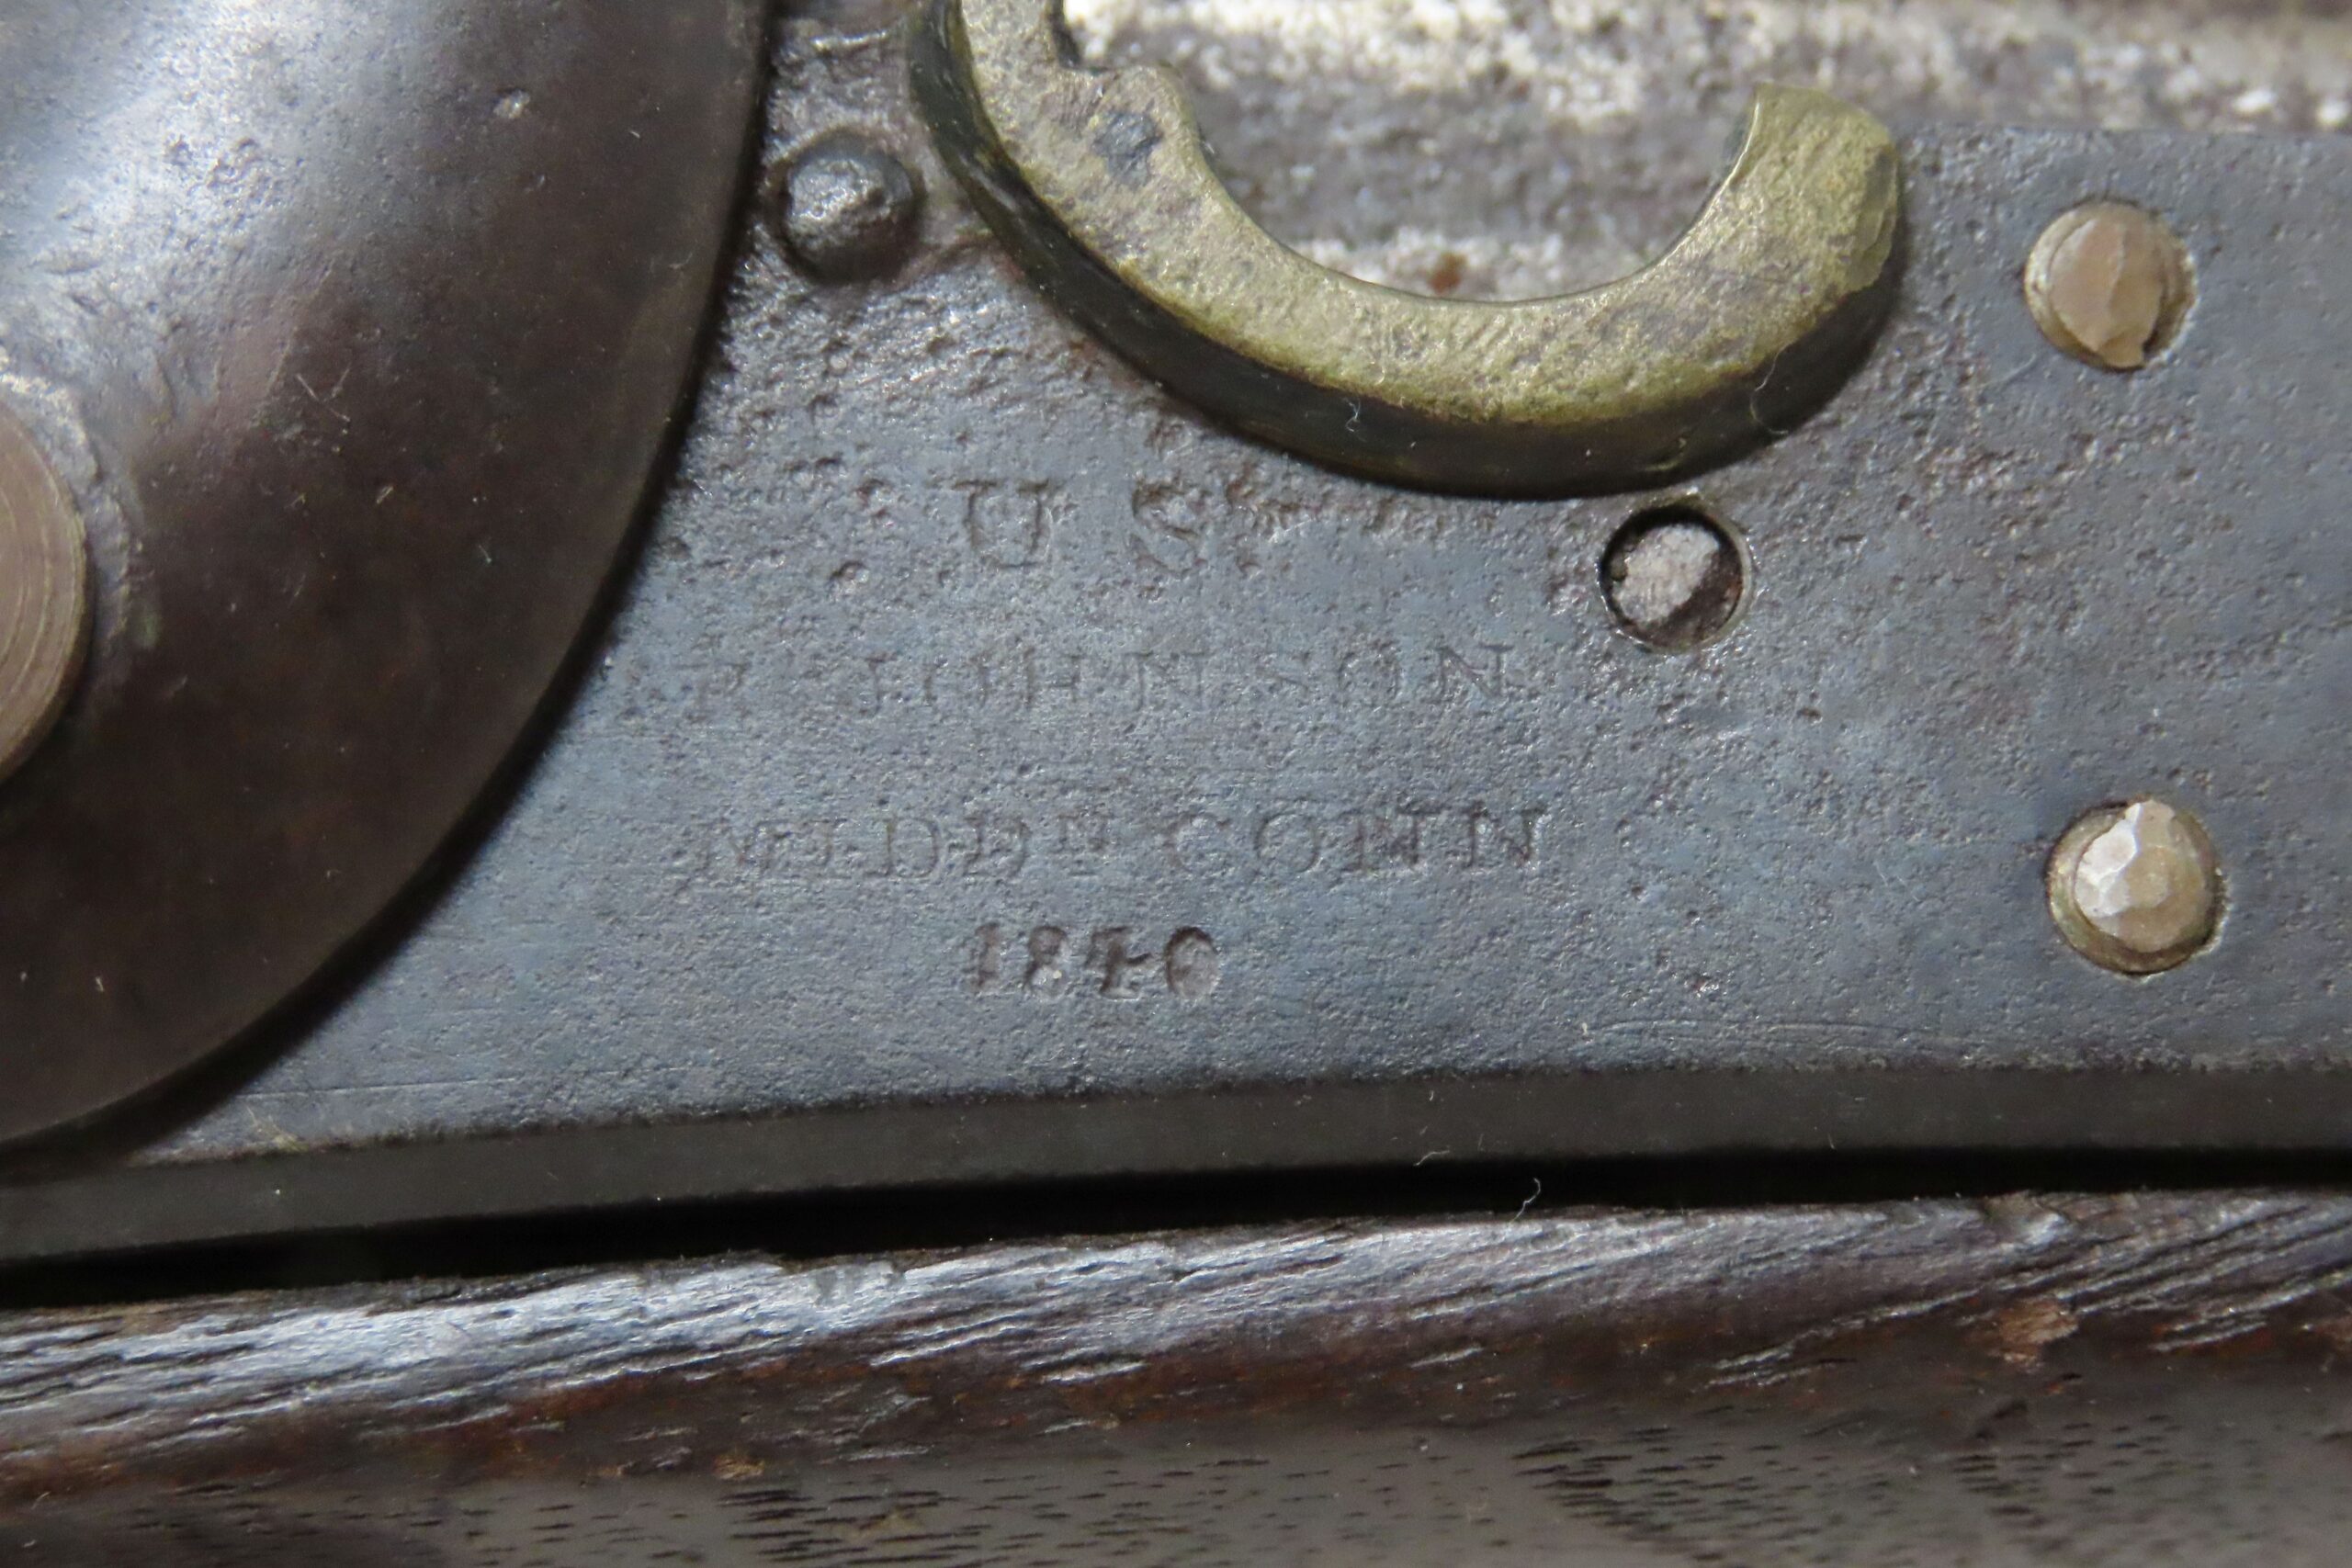 U S
R JOHNSON
MIDDN CONN
1840